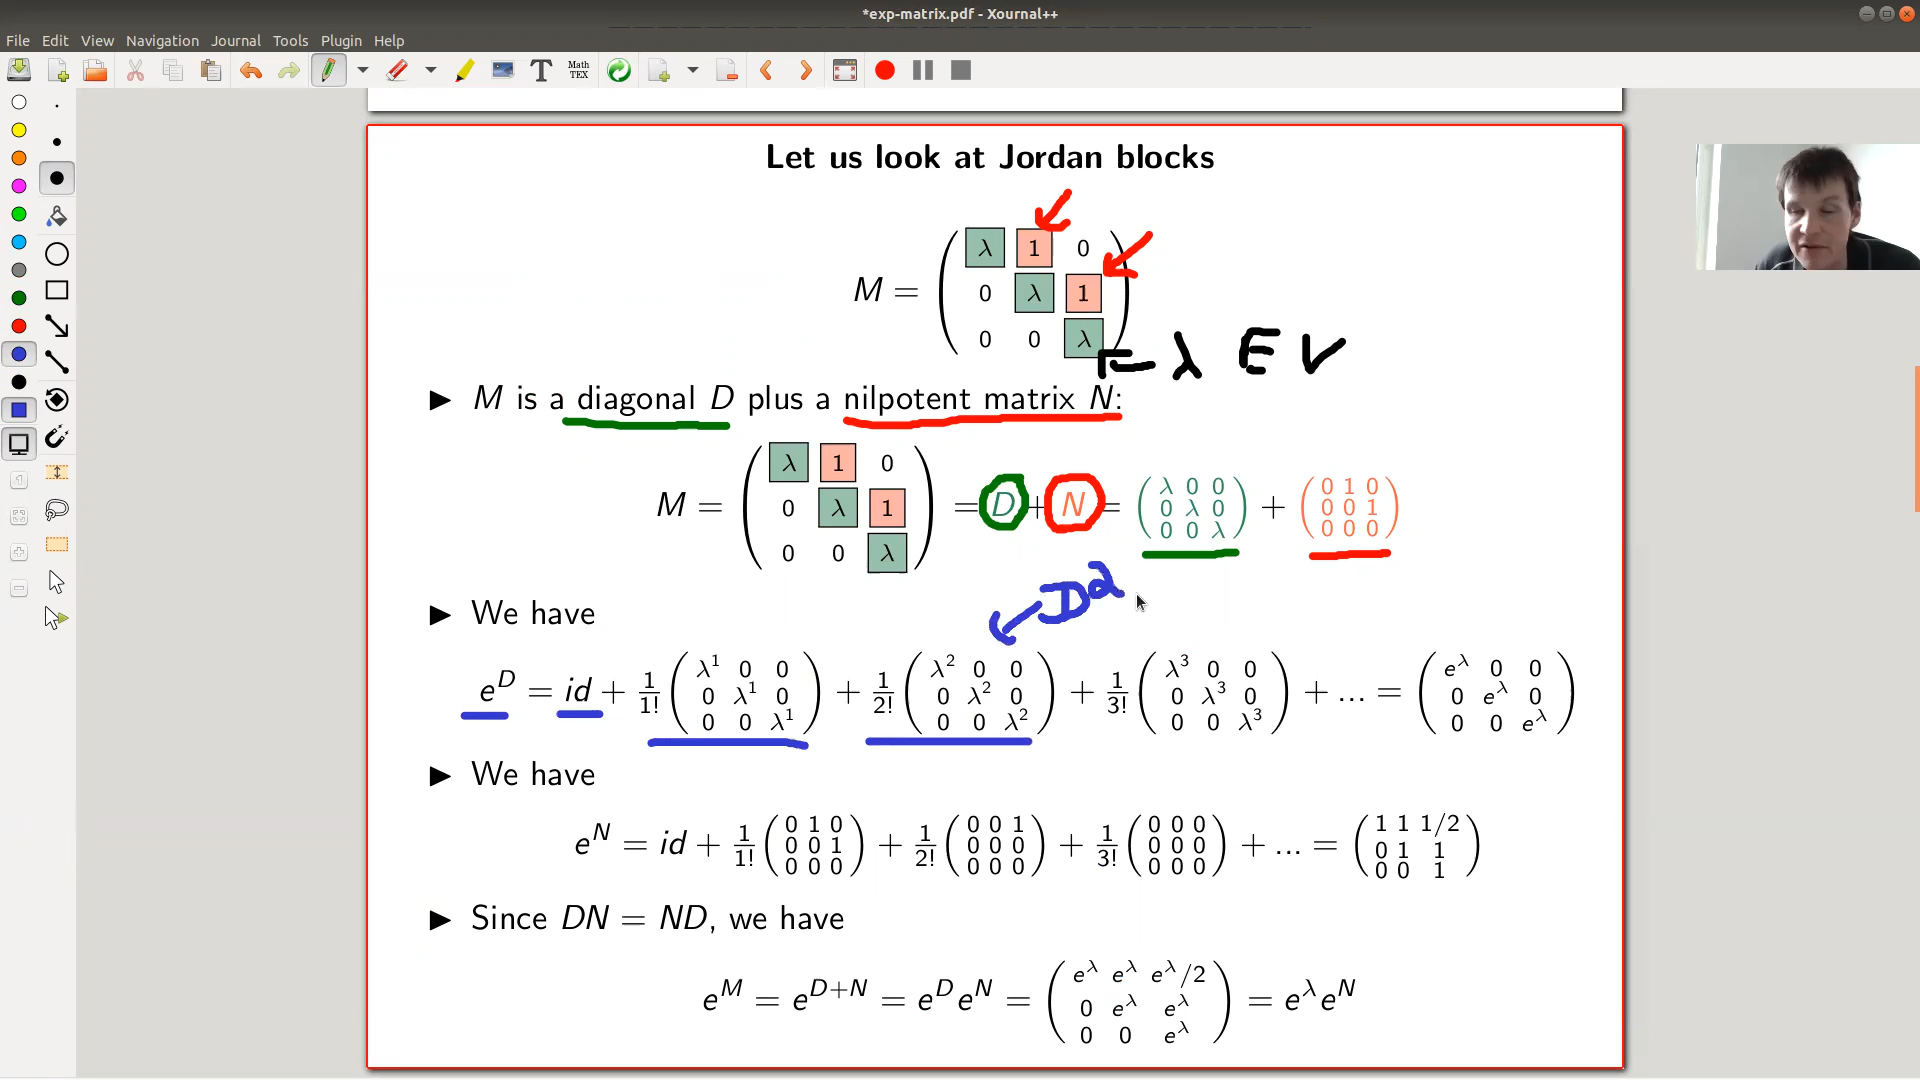 *exp-matrix.pdf - Xournal++
File Edit View Navigation Journal Tools Plugin Help
Math TEX
Let us look at Jordan blocks
M = ( λ 1 0
0 λ 1
0 0 λ )
λ EV
▶ M is a diagonal D plus a nilpotent matrix N:
M = ( λ 1 0 ; 0 λ 1 ; 0 0 λ ) = D + N = ( λ 0 0 ; 0 λ 0 ; 0 0 λ ) + ( 0 1 0 ; 0 0 1 ; 0 0 0 )
D²
▶ We have
e^D = id + 1/1! ( λ¹ 0 0 ; 0 λ¹ 0 ; 0 0 λ¹ ) + 1/2! ( λ² 0 0 ; 0 λ² 0 ; 0 0 λ² ) + 1/3! ( λ³ 0 0 ; 0 λ³ 0 ; 0 0 λ³ ) + ... = ( e^λ 0 0 ; 0 e^λ 0 ; 0 0 e^λ )
▶ We have
e^N = id + 1/1! ( 0 1 0 ; 0 0 1 ; 0 0 0 ) + 1/2! ( 0 0 1 ; 0 0 0 ; 0 0 0 ) + 1/3! ( 0 0 0 ; 0 0 0 ; 0 0 0 ) + ... = ( 1 1 1/2 ; 0 1 1 ; 0 0 1 )
▶ Since DN = ND, we have
e^M = e^{D+N} = e^D e^N = ( e^λ e^λ e^λ/2 ; 0 e^λ e^λ ; 0 0 e^λ ) = e^λ e^N